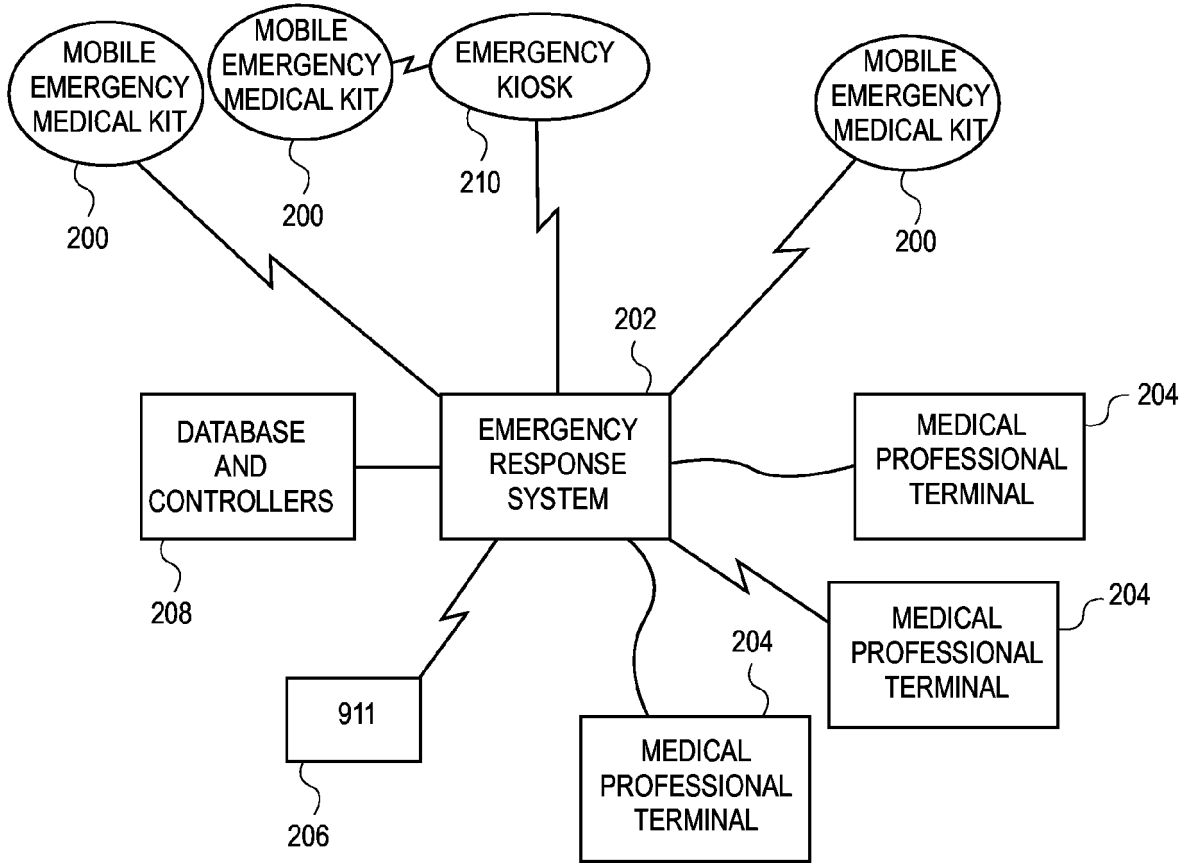 MOBILE
EMERGENCY
MEDICAL KIT
200
MOBILE
EMERGENCY
MEDICAL KIT
200
EMERGENCY
KIOSK
210
MOBILE
EMERGENCY
MEDICAL KIT
200
202
EMERGENCY
RESPONSE
SYSTEM
DATABASE
AND
CONTROLLERS
208
204
MEDICAL
PROFESSIONAL
TERMINAL
204
MEDICAL
PROFESSIONAL
TERMINAL
911
206
204
MEDICAL
PROFESSIONAL
TERMINAL